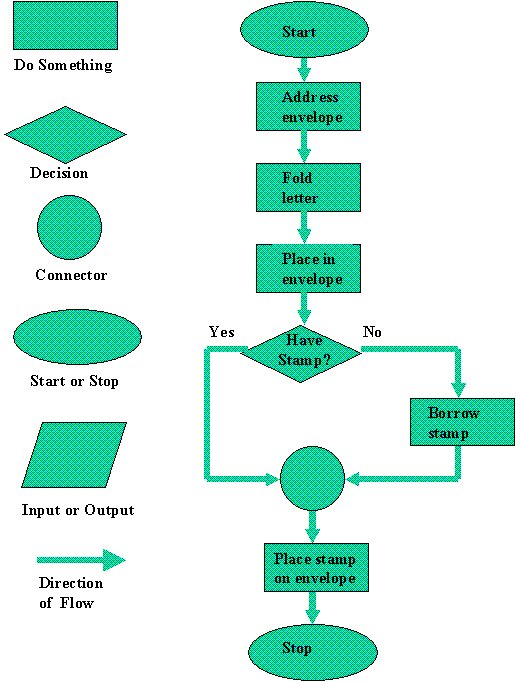 Do Something
Decision
Connector
Start or Stop
Input or Output
Direction
of Flow
Start
Address
envelope
Fold
letter
Place in
envelope
Have
Stamp?
Yes
No
Borrow
stamp
Place stamp
on envelope
Stop